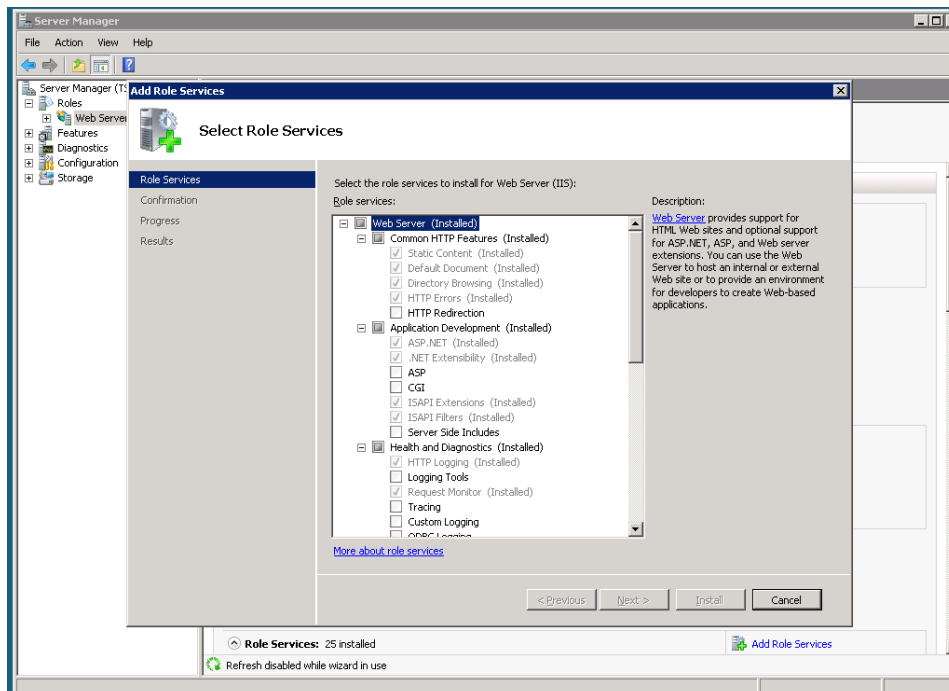 Server Manager
File Action View Help
Server Manager (TS
Roles
Web Server
Features
Diagnostics
Configuration
Storage
Add Role Services
Select Role Services
Role Services
Confirmation
Progress
Results
Select the role services to install for Web Server (IIS):
Role services:
Web Server (Installed)
Common HTTP Features (Installed)
Static Content (Installed)
Default Document (Installed)
Directory Browsing (Installed)
HTTP Errors (Installed)
HTTP Redirection
Application Development (Installed)
ASP.NET (Installed)
.NET Extensibility (Installed)
ASP
CGI
ISAPI Extensions (Installed)
ISAPI Filters (Installed)
Server Side Includes
Health and Diagnostics (Installed)
HTTP Logging (Installed)
Logging Tools
Request Monitor (Installed)
Tracing
Custom Logging
ODBC Logging
More about role services
Description:
Web Server provides support for
HTML Web sites and optional support
for ASP.NET, ASP, and Web server
extensions. You can use the Web
Server to host an internal or external
Web site or to provide an environment
for developers to create Web-based
applications.
< Previous Next > Install Cancel
Role Services: 25 installed
Add Role Services
Refresh disabled while wizard in use